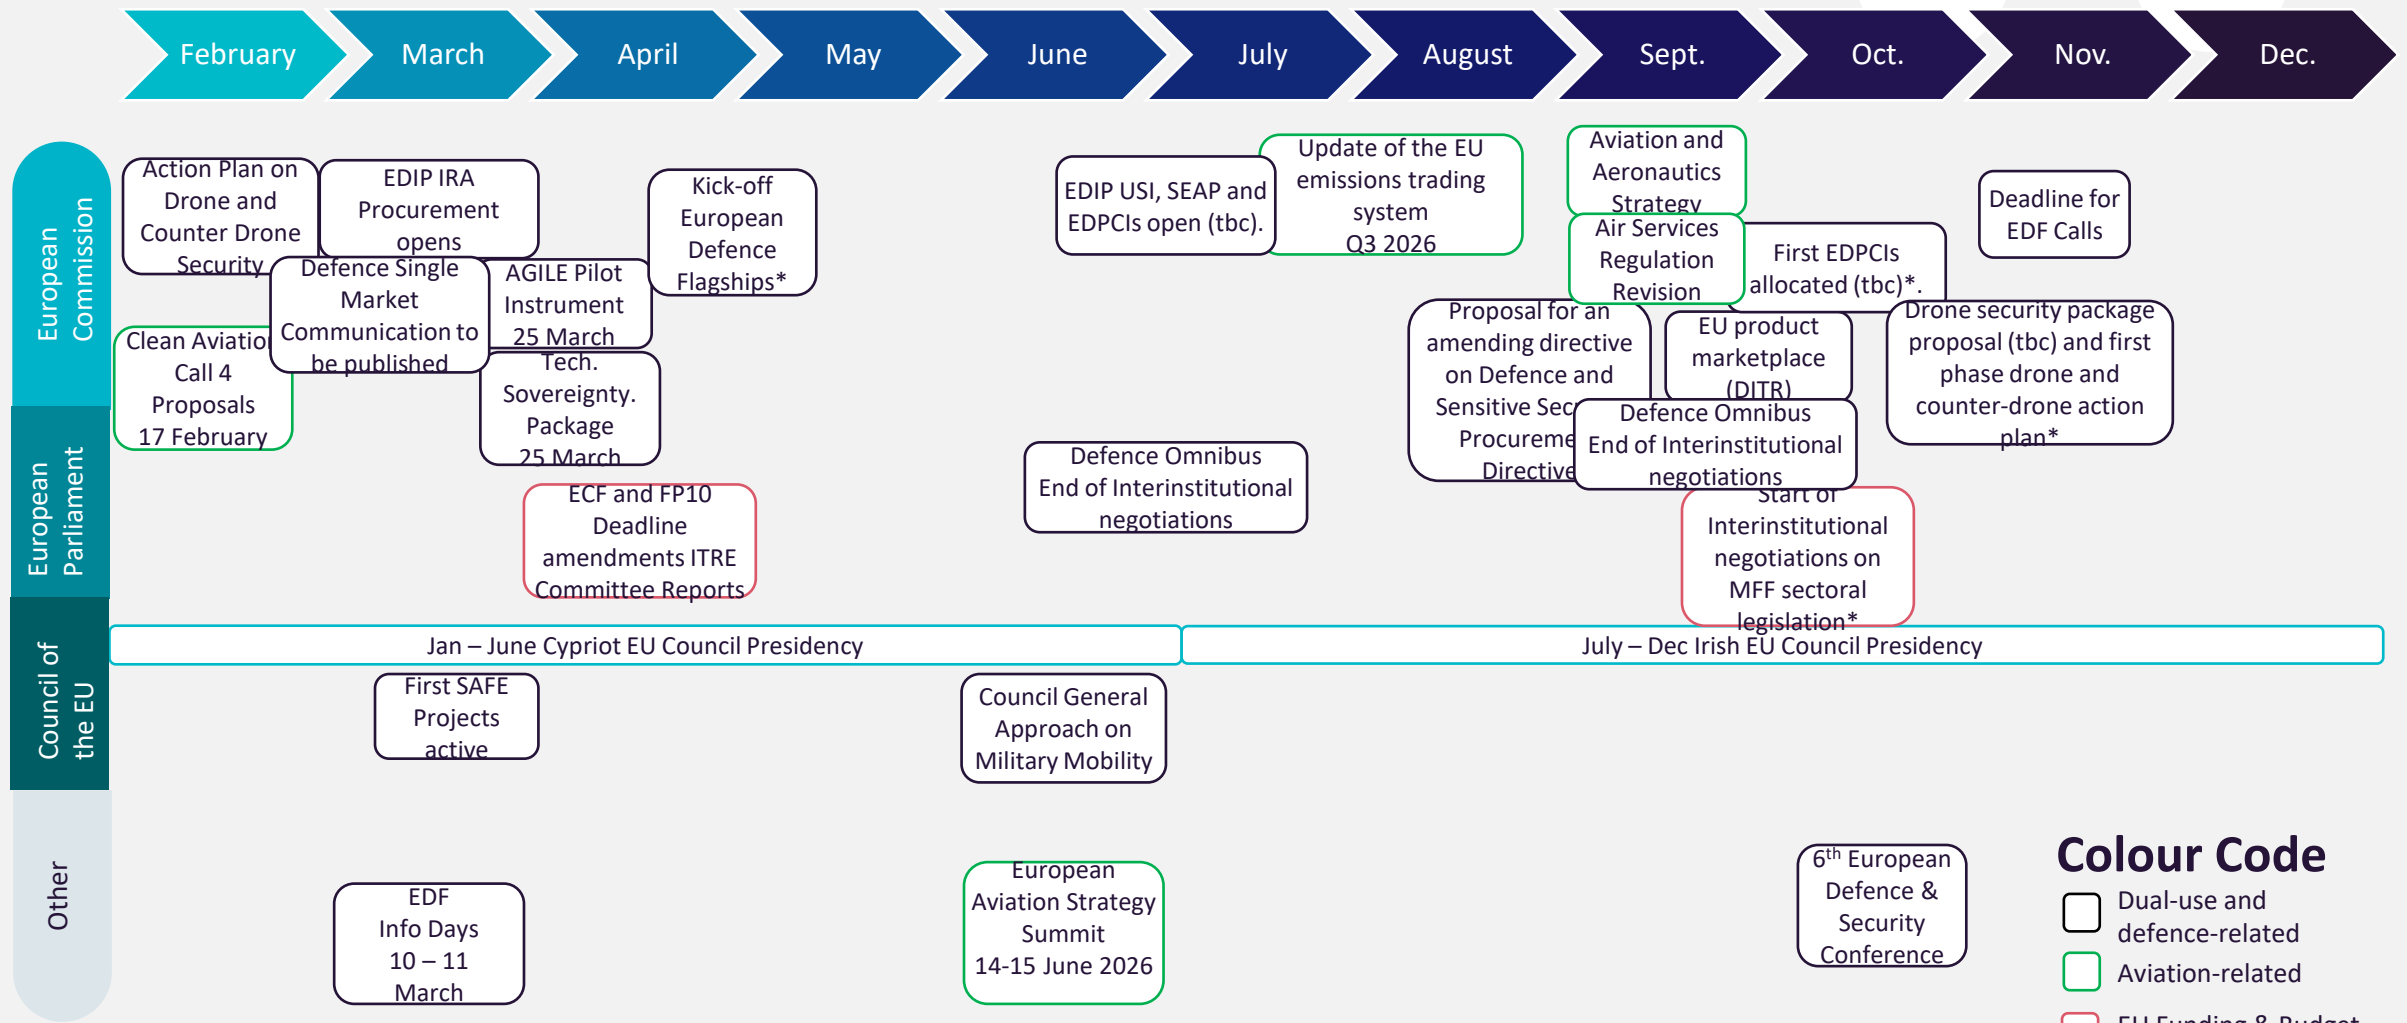 February
March
April
May
June
July
August
Sept.
Oct.
Nov.
Dec.
European
Commission
Action Plan on
Drone and
Counter Drone
Security
EDIP IRA
Procurement
opens
Kick-off
European
Defence
Flagships*
Defence Single
Market
Communication to
be published
AGILE Pilot
Instrument
25 March
Clean Aviation
Call 4
Proposals
17 February
Tech.
Sovereignty.
Package
25 March
EDIP USI, SEAP and
EDPCIs open (tbc).
Update of the EU
emissions trading
system
Q3 2026
Aviation and
Aeronautics
Strategy
Air Services
Regulation
Revision
First EDPCIs
allocated (tbc)*.
Deadline for
EDF Calls
Proposal for an
amending directive
on Defence and
Sensitive
Procureme
Directive
EU product
marketplace
(DITR)
Drone security package
proposal (tbc) and first
phase drone and
counter-drone action
plan*
European
Parliament
ECF and FP10
Deadline
amendments ITRE
Committee Reports
Defence Omnibus
End of Interinstitutional
negotiations
Defence Omnibus
End of Interinstitutional
negotiations
Start of
Interinstitutional
negotiations on
MFF sectoral
legislation*
Council of
the EU
Jan – June Cypriot EU Council Presidency
July – Dec Irish EU Council Presidency
First SAFE
Projects
active
Council General
Approach on
Military Mobility
Other
EDF
Info Days
10 – 11
March
European
Aviation Strategy
Summit
14-15 June 2026
6th European
Defence &
Security
Conference
Colour Code
Dual-use and
defence-related
Aviation-related
EU Funding & Budget